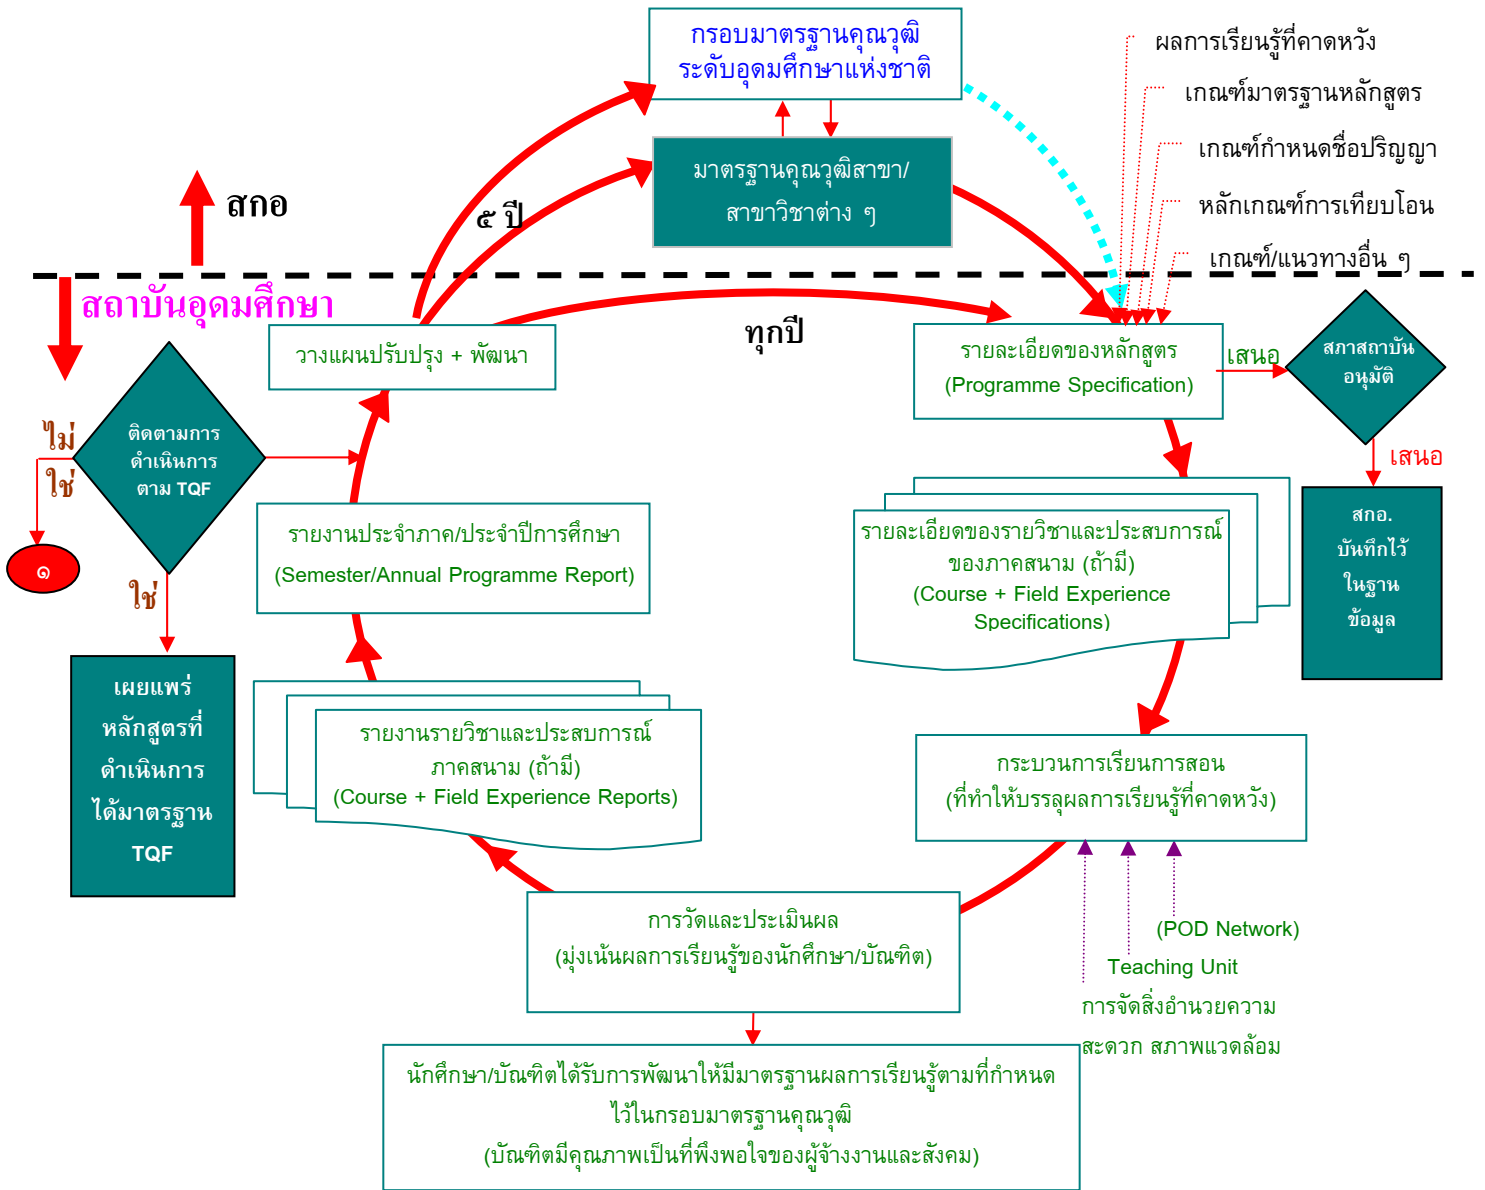 กรอบมาตรฐานคุณวุฒิ
ระดับอุดมศึกษาแห่งชาติ
มาตรฐานคุณวุฒิสาขา/
สาขาวิชาต่าง ๆ
ผลการเรียนรู้ที่คาดหวัง
เกณฑ์มาตรฐานหลักสูตร
เกณฑ์กำหนดชื่อปริญญา
หลักเกณฑ์การเทียบโอน
เกณฑ์/แนวทางอื่น ๆ
สกอ
๕ ปี
สถาบันอุดมศึกษา
ทุกปี
วางแผนปรับปรุง + พัฒนา
รายละเอียดของหลักสูตร
(Programme Specification)
เสนอ
สภาสถาบัน
อนุมัติ
เสนอ
สกอ.
บันทึกไว้
ในฐาน
ข้อมูล
ติดตามการ
ดำเนินการ
ตาม TQF
ไม่
ใช่
๑
ใช่
เผยแพร่
หลักสูตรที่
ดำเนินการ
ได้มาตรฐาน
TQF
รายงานประจำภาค/ประจำปีการศึกษา
(Semester/Annual Programme Report)
รายละเอียดของรายวิชาและประสบการณ์
ของภาคสนาม (ถ้ามี)
(Course + Field Experience
Specifications)
รายงานรายวิชาและประสบการณ์
ภาคสนาม (ถ้ามี)
(Course + Field Experience Reports)
กระบวนการเรียนการสอน
(ที่ทำให้บรรลุผลการเรียนรู้ที่คาดหวัง)
(POD Network)
Teaching Unit
การจัดสิ่งอำนวยความ
สะดวก สภาพแวดล้อม
การวัดและประเมินผล
(มุ่งเน้นผลการเรียนรู้ของนักศึกษา/บัณฑิต)
นักศึกษา/บัณฑิตได้รับการพัฒนาให้มีมาตรฐานผลการเรียนรู้ตามที่กำหนด
ไว้ในกรอบมาตรฐานคุณวุฒิ
(บัณฑิตมีคุณภาพเป็นที่พึงพอใจของผู้จ้างงานและสังคม)